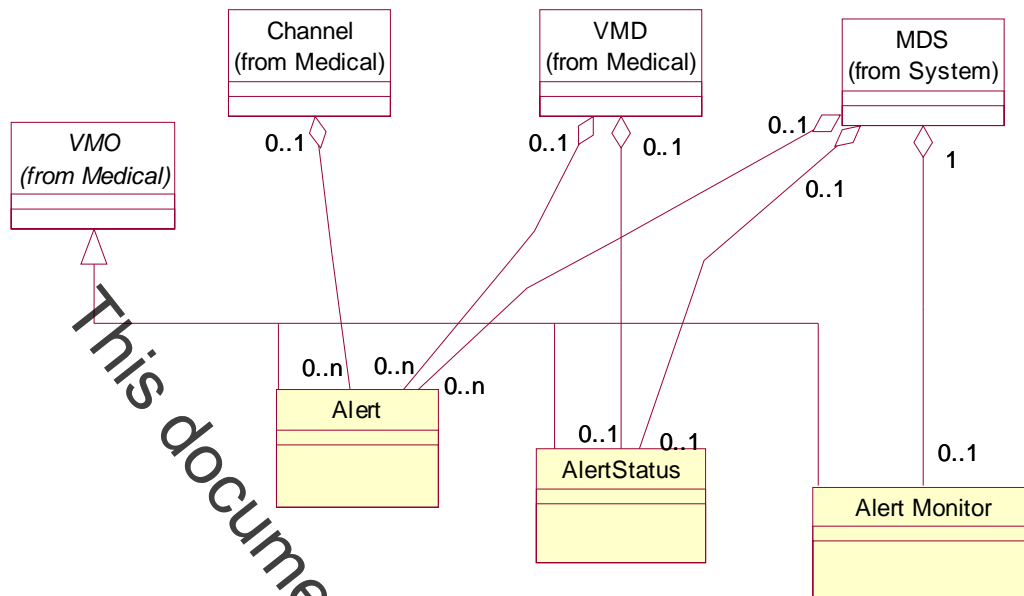 Channel
(from Medical)
VMD
(from Medical)
MDS
(from System)
VMO
(from Medical)
0..1
0..1
0..1
0..1
0..1
1
0..n
0..n
0..n
0..1
0..1
0..1
Alert
AlertStatus
Alert Monitor
This docume